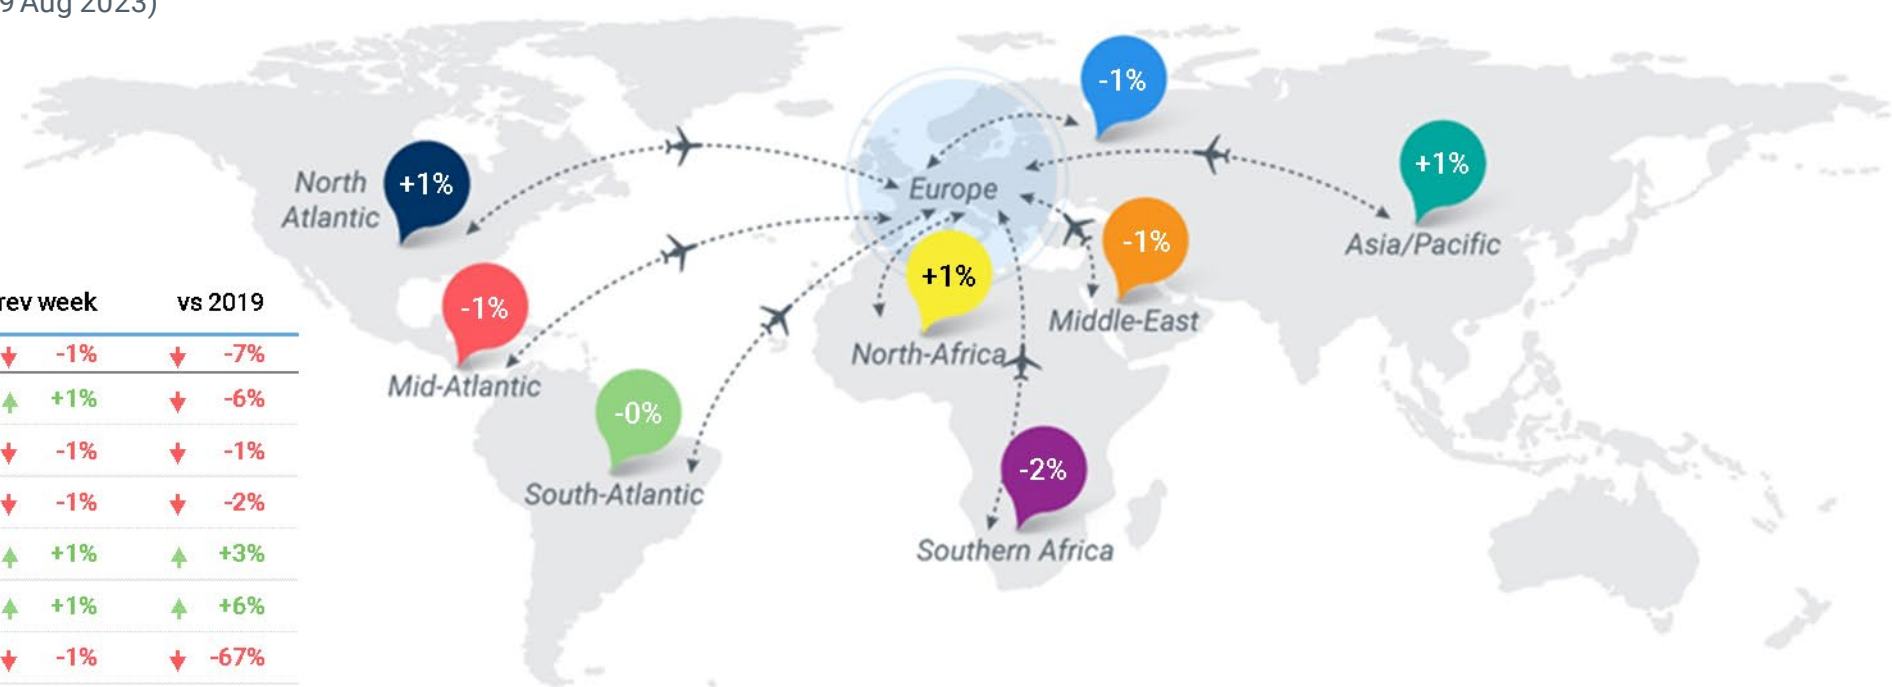 9 Aug 2023)
rev week vs 2019
-1% -7%
+1% -6%
-1% -1%
-1% -2%
+1% +3%
+1% +6%
-1% -67%
-1%
+1%
North
Atlantic
+1%
Europe
-1%
Asia/Pacific
+1%
Middle-East
-1%
North-Africa
Mid-Atlantic
-0%
South-Atlantic
-2%
Southern Africa